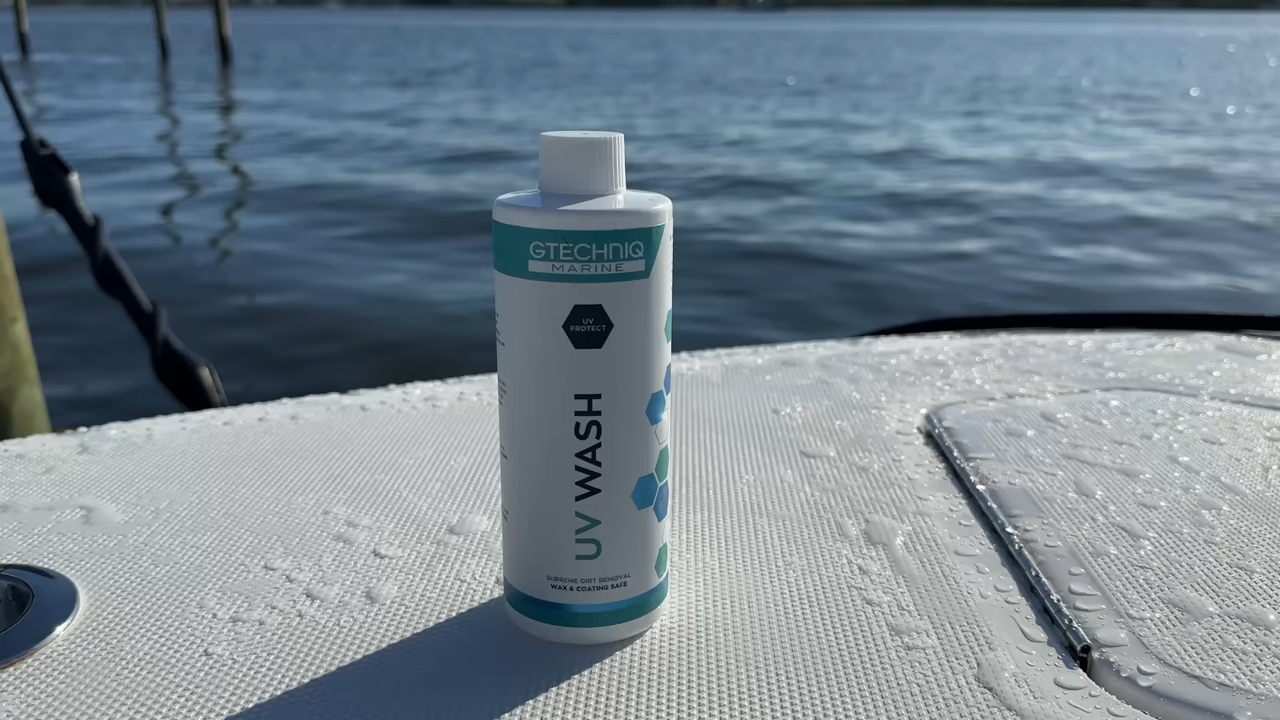 GTECHNIQ
MARINE
UV
PROTECT
UV WASH
SUPREME DIRT REMOVAL
WAX & COATING SAFE